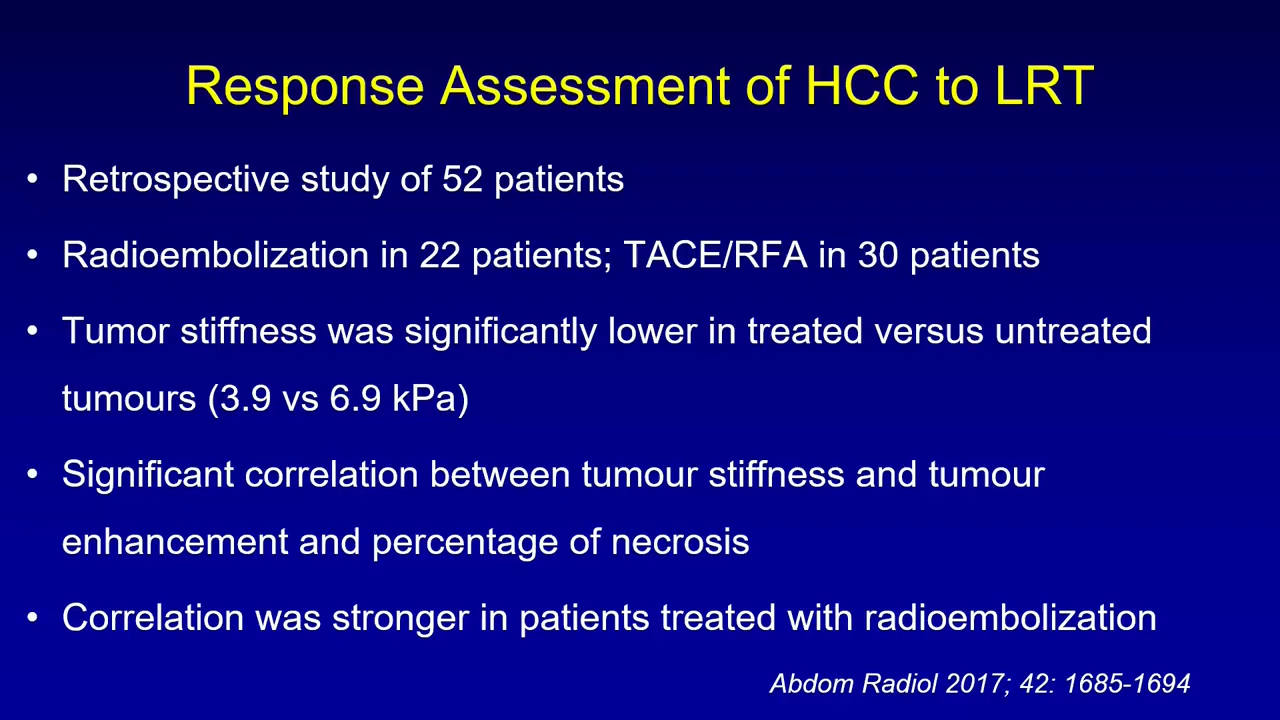 Response Assessment of HCC to LRT
• Retrospective study of 52 patients
• Radioembolization in 22 patients; TACE/RFA in 30 patients
• Tumor stiffness was significantly lower in treated versus untreated
tumours (3.9 vs 6.9 kPa)
• Significant correlation between tumour stiffness and tumour
enhancement and percentage of necrosis
• Correlation was stronger in patients treated with radioembolization
Abdom Radiol 2017; 42: 1685-1694